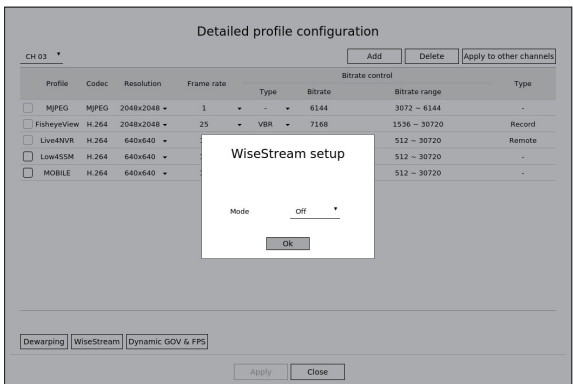 Detailed profile configuration
CH 03
Add Delete Apply to other channels
Profile Codec Resolution Frame rate Bitrate control Type
Type Bitrate Bitrate range
MJPEG MJPEG 2048x2048 1 - 6144 3072 ~ 6144 -
FisheyeView H.264 2048x2048 25 VBR 7168 1536 ~ 30720 Record
Live4NVR H.264 640x640 512 ~ 30720 Remote
Low4SSM H.264 640x640 512 ~ 30720 -
MOBILE H.264 640x640 512 ~ 30720 -
WiseStream setup
Mode Off
Ok
Dewarping WiseStream Dynamic GOV & FPS
Apply Close